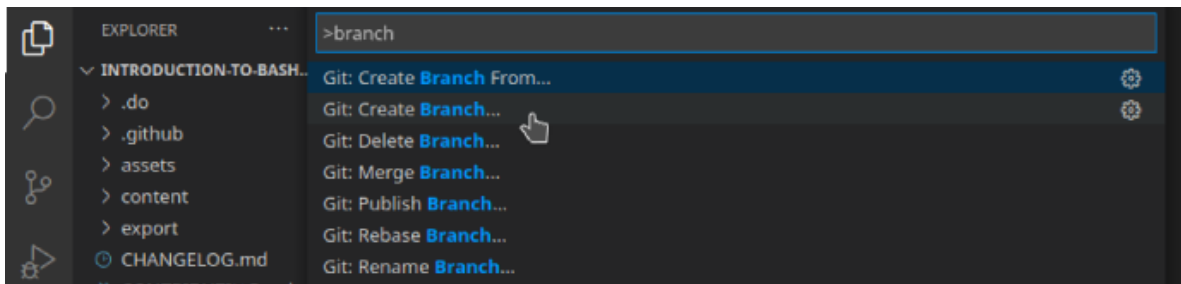 EXPLORER ...
INTRODUCTION-TO-BASH...
.do
.github
assets
content
export
CHANGELOG.md
>branch
Git: Create Branch From...
Git: Create Branch...
Git: Delete Branch...
Git: Merge Branch...
Git: Publish Branch...
Git: Rebase Branch...
Git: Rename Branch...